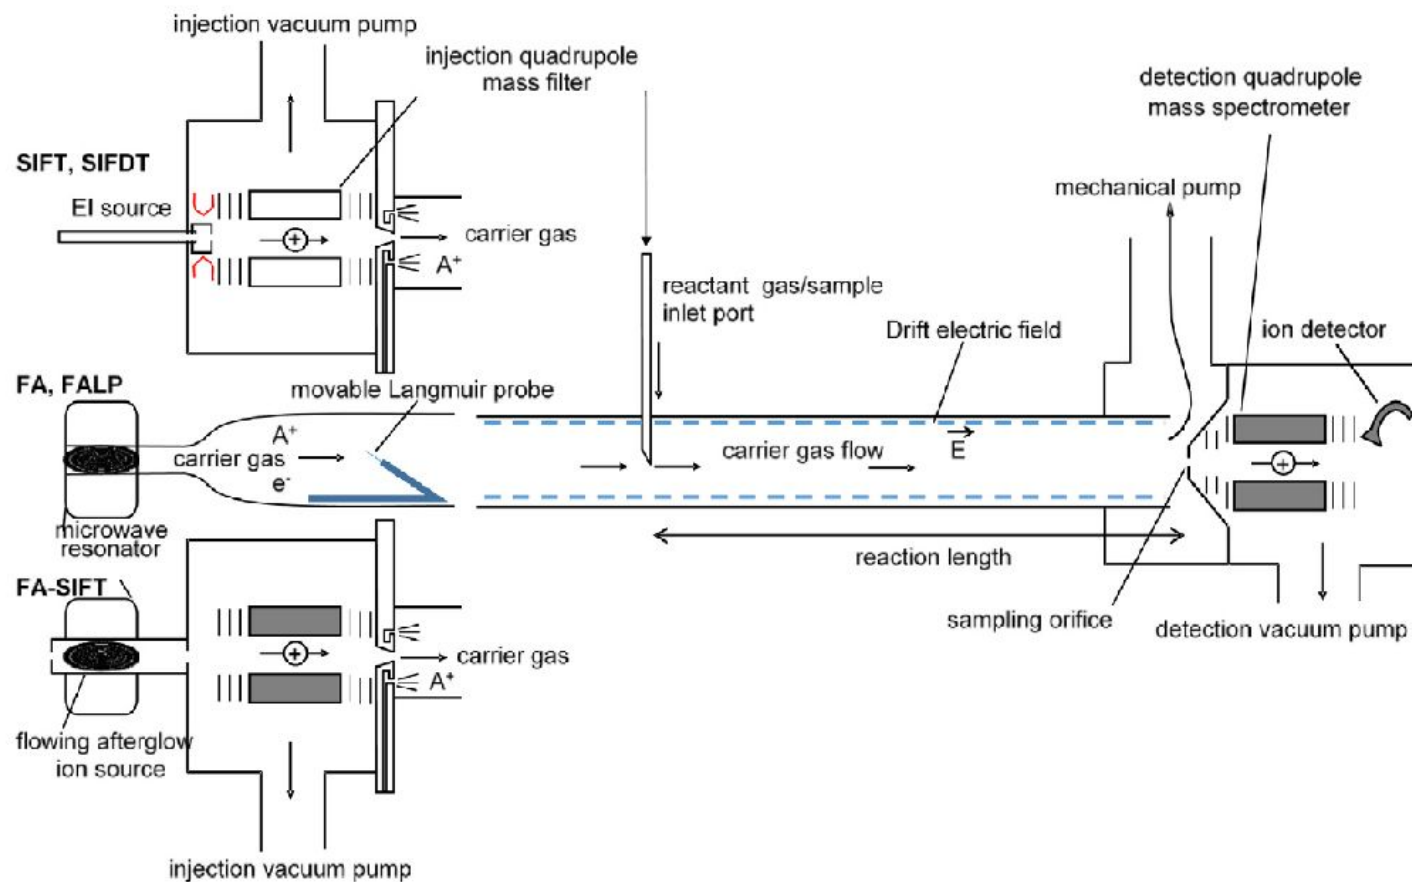 injection vacuum pump
injection quadrupole
mass filter
detection quadrupole
mass spectrometer
SIFT, SIFDT
EI source
mechanical pump
carrier gas
A+
reactant gas/sample
inlet port
Drift electric field
ion detector
FA, FALP
movable Langmuir probe
A+
carrier gas
e-
carrier gas flow
E
microwave
resonator
reaction length
FA-SIFT
sampling orifice
detection vacuum pump
carrier gas
A+
flowing afterglow
ion source
injection vacuum pump